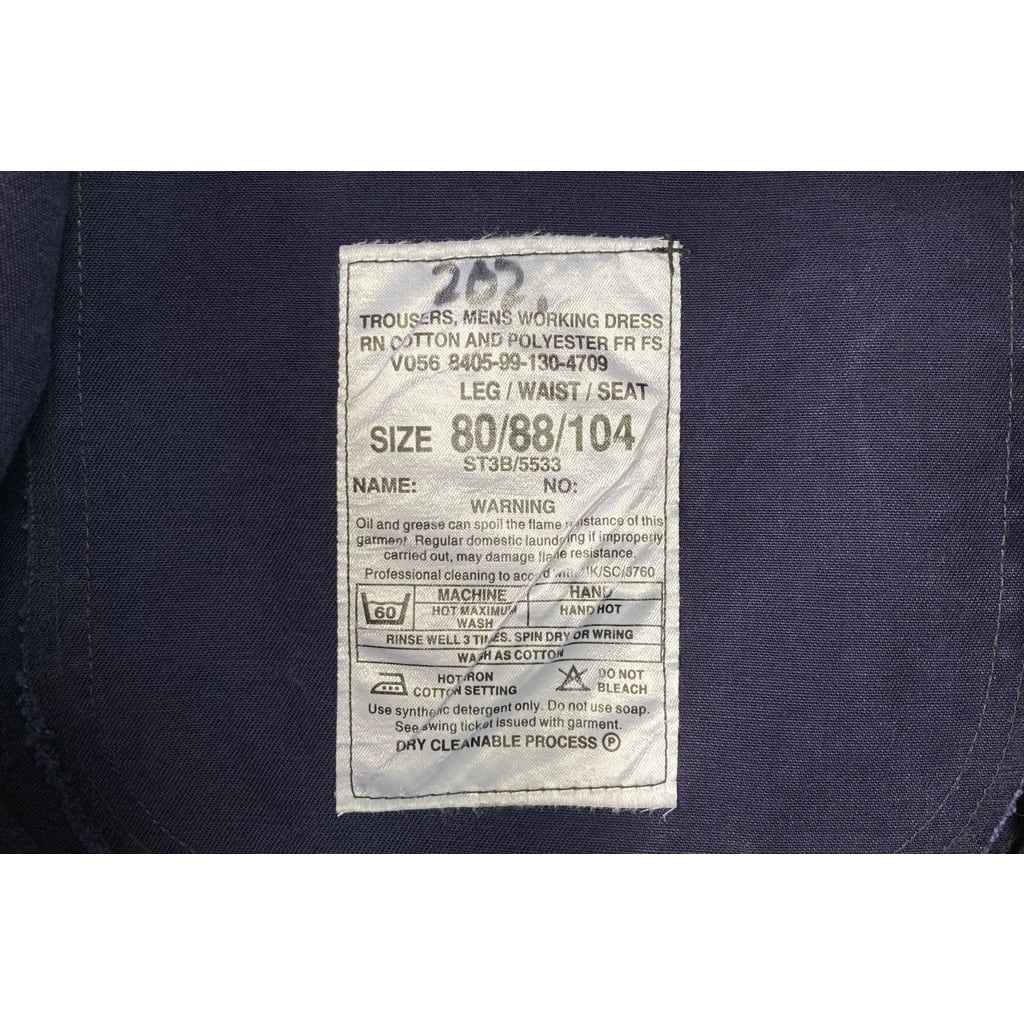 202.
TROUSERS, MENS WORKING DRESS
RN COTTON AND POLYESTER FR FS
V056 8405-99-130-4709
LEG / WAIST / SEAT
SIZE 80/88/104
ST3B/5533
NAME: NO:
WARNING
Oil and grease can spoil the flame resistance of this
garment. Regular domestic laundering if improperly
carried out, may damage flame resistance.
Professional cleaning to accord with UK/SC/3760
60 MACHINE HAND
HOT MAXIMUM HAND HOT
WASH
RINSE WELL 3 TIMES. SPIN DRY OR WRING
WASH AS COTTON
HOT IRON DO NOT
COTTON SETTING BLEACH
Use synthetic detergent only. Do not use soap.
See swing ticket issued with garment.
DRY CLEANABLE PROCESS P